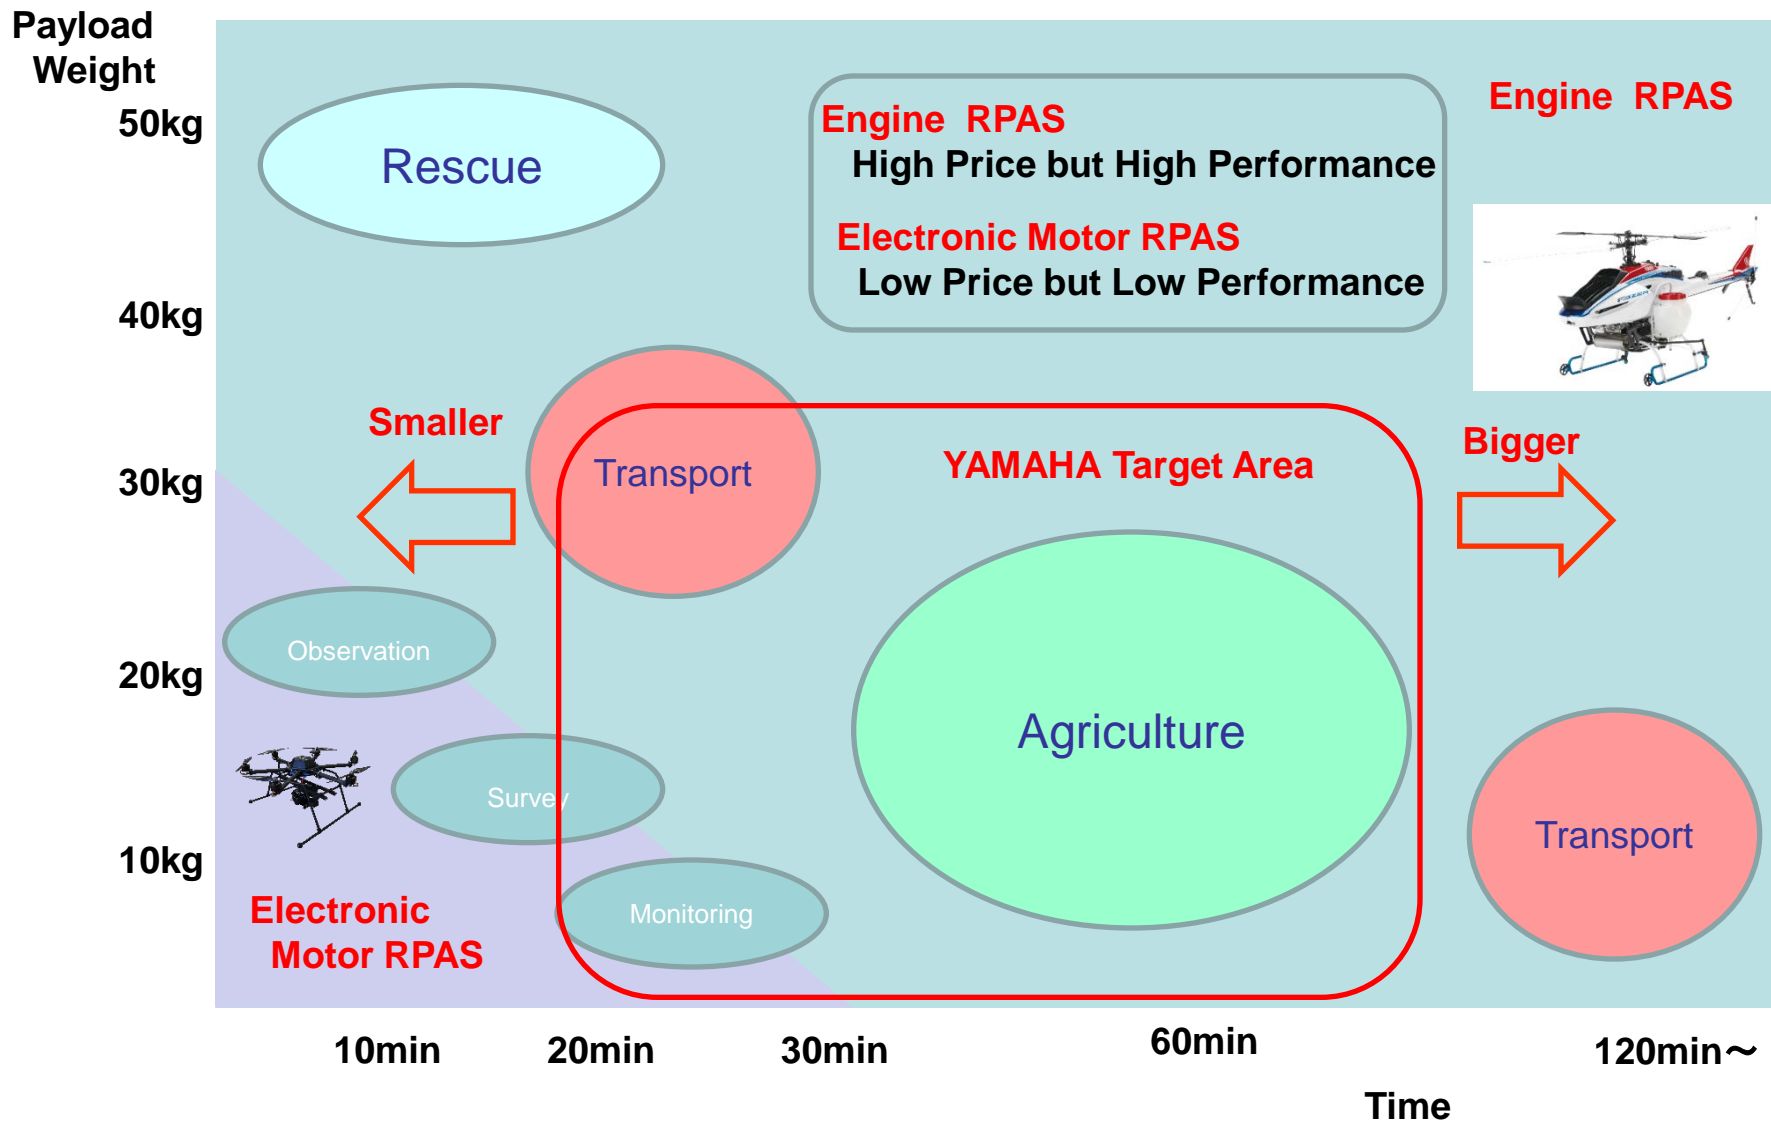 Payload
Weight
50kg
40kg
30kg
20kg
10kg
Rescue
Engine RPAS
High Price but High Performance
Electronic Motor RPAS
Low Price but Low Performance
Engine RPAS
Smaller
Transport
YAMAHA Target Area
Bigger
Observation
Survey
Monitoring
Agriculture
Transport
Electronic
Motor RPAS
10min
20min
30min
60min
120min～
Time